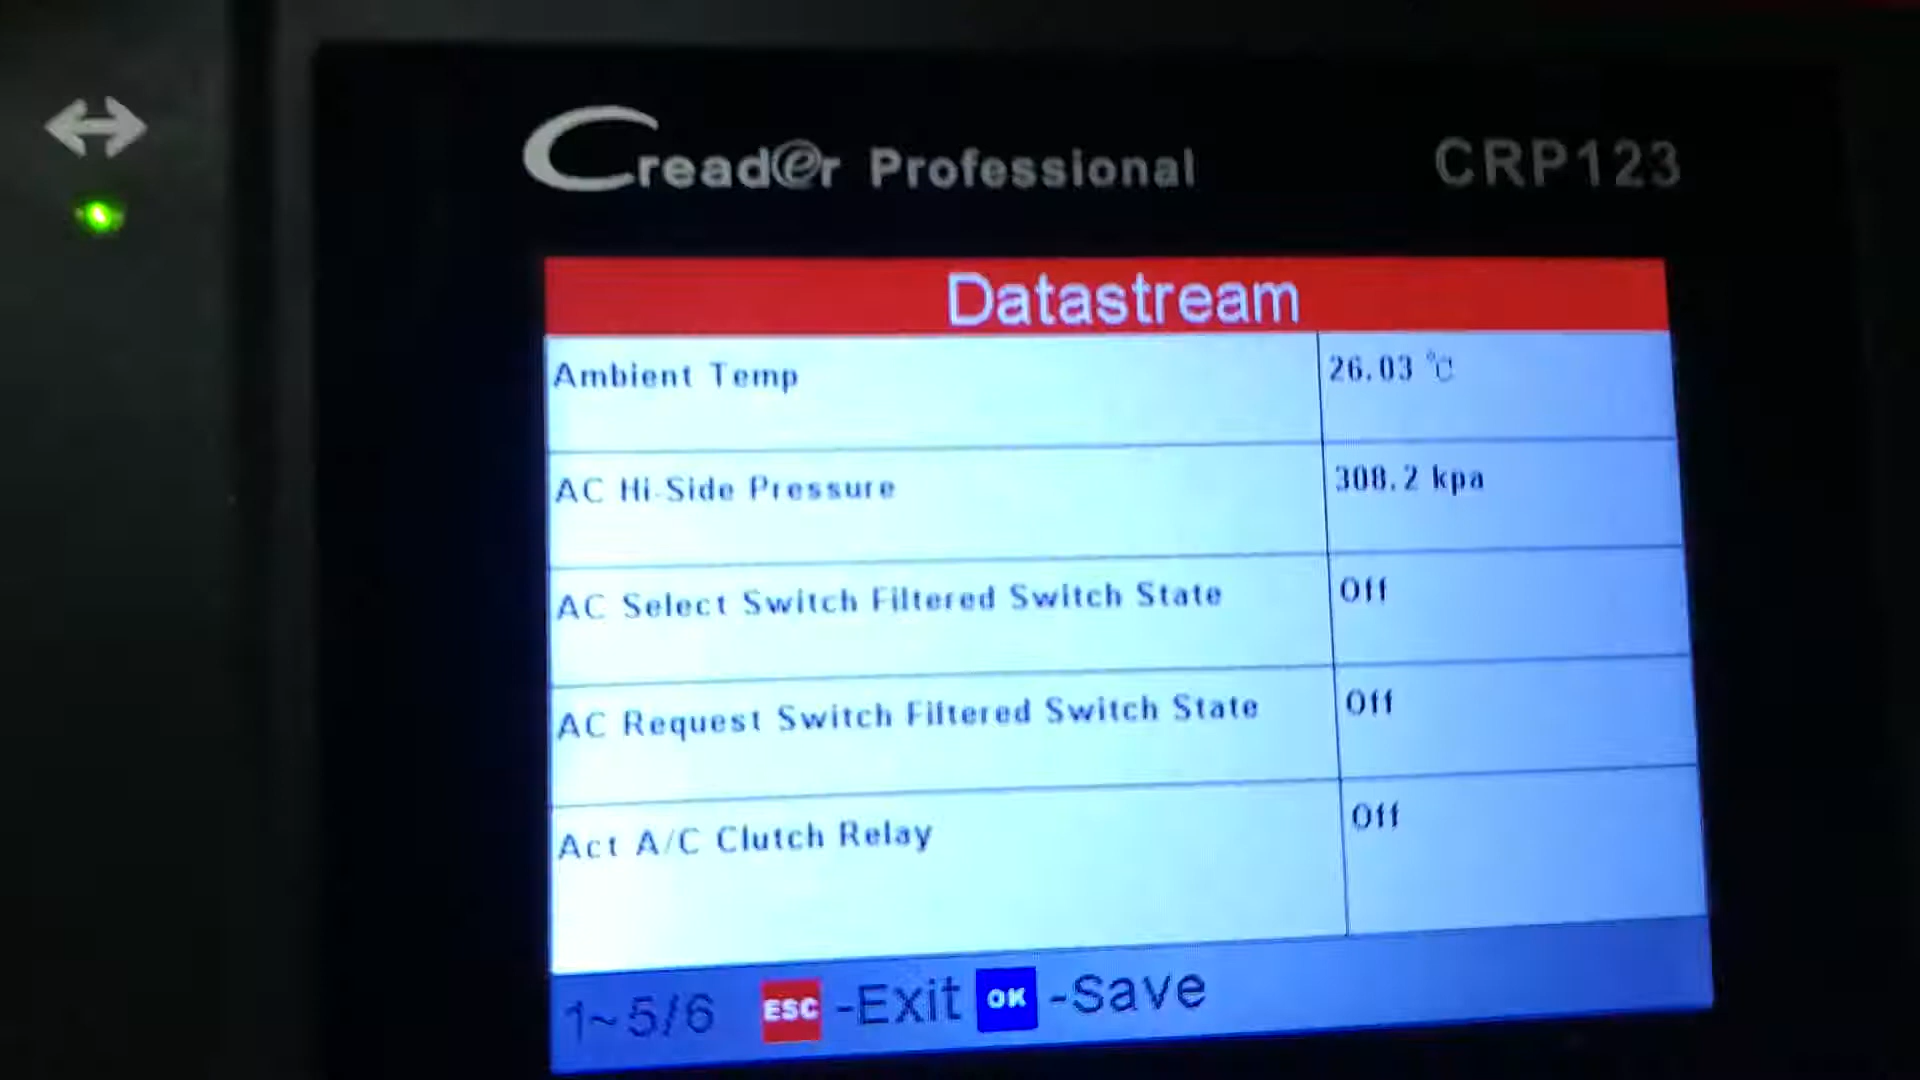 Cread@r Professional CRP123
Datastream
Ambient Temp 26.03 ℃
AC Hi-Side Pressure 308.2 kpa
AC Select Switch Filtered Switch State Off
AC Request Switch Filtered Switch State Off
Act A/C Clutch Relay Off
1~5/6 ESC -Exit OK -Save